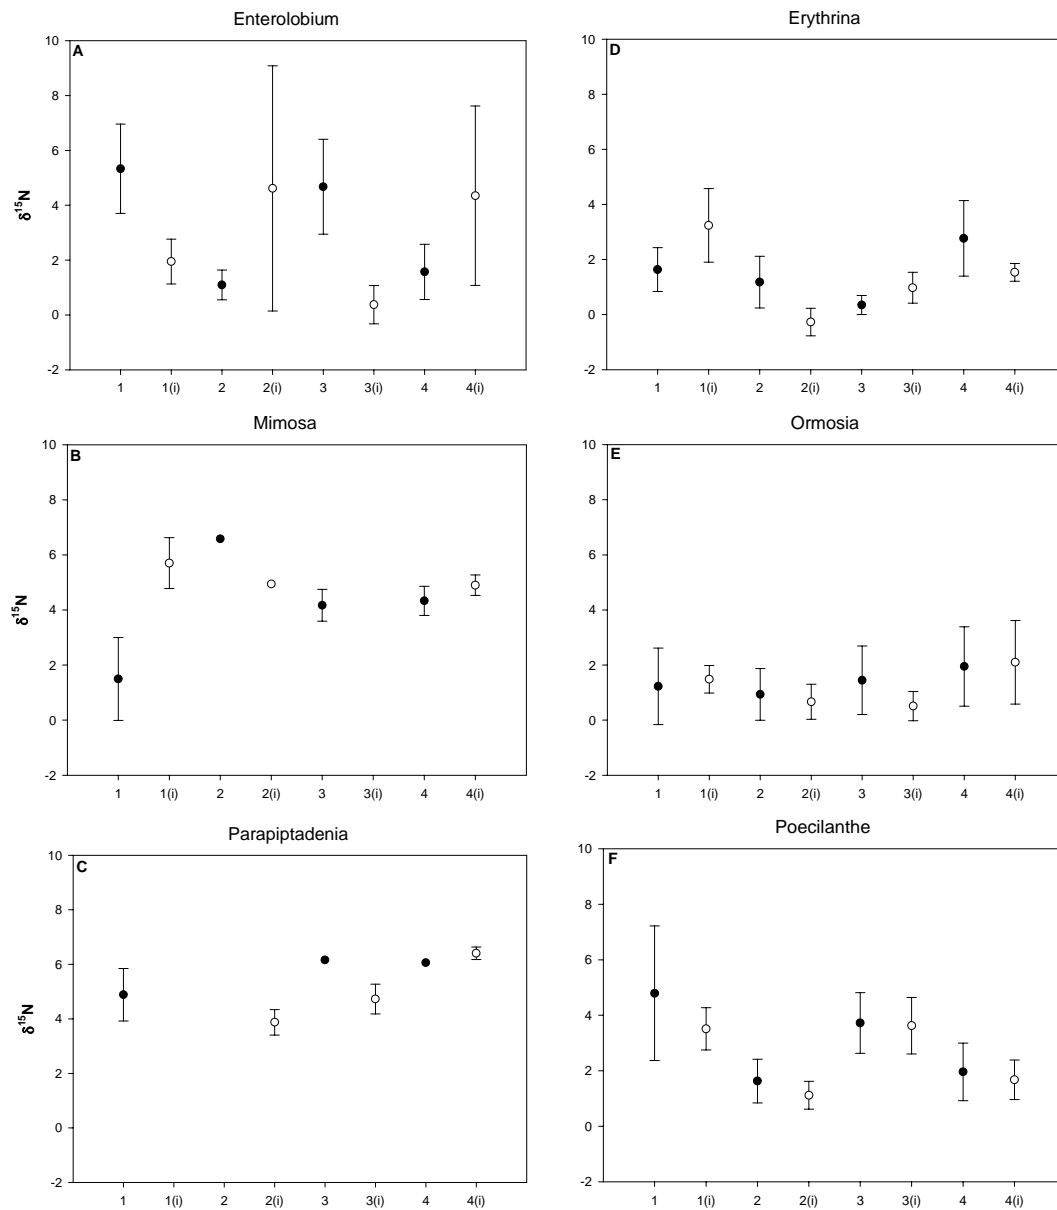 Enterolobium
A
10
8
6
4
2
0
-2
δ15N
1 1(i) 2 2(i) 3 3(i) 4 4(i)
Mimosa
B
10
8
6
4
2
0
-2
δ15N
1 1(i) 2 2(i) 3 3(i) 4 4(i)
Parapiptadenia
C
10
8
6
4
2
0
-2
δ15N
1 1(i) 2 2(i) 3 3(i) 4 4(i)
Erythrina
D
10
8
6
4
2
0
-2
1 1(i) 2 2(i) 3 3(i) 4 4(i)
Ormosia
E
10
8
6
4
2
0
-2
1 1(i) 2 2(i) 3 3(i) 4 4(i)
Poecilanthe
F
10
8
6
4
2
0
-2
1 1(i) 2 2(i) 3 3(i) 4 4(i)